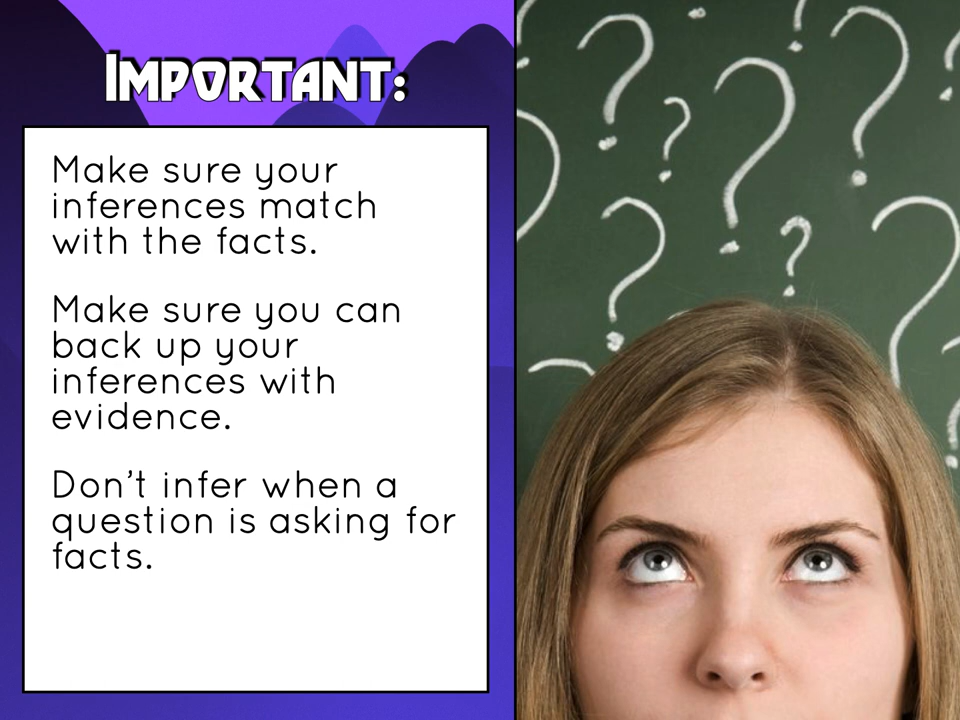 IMPORTANT:
Make sure your
inferences match
with the facts.
Make sure you can
back up your
inferences with
evidence.
Don’t infer when a
question is asking for
facts.
? ? ? ? ? ? ? ? ? ? ? ?